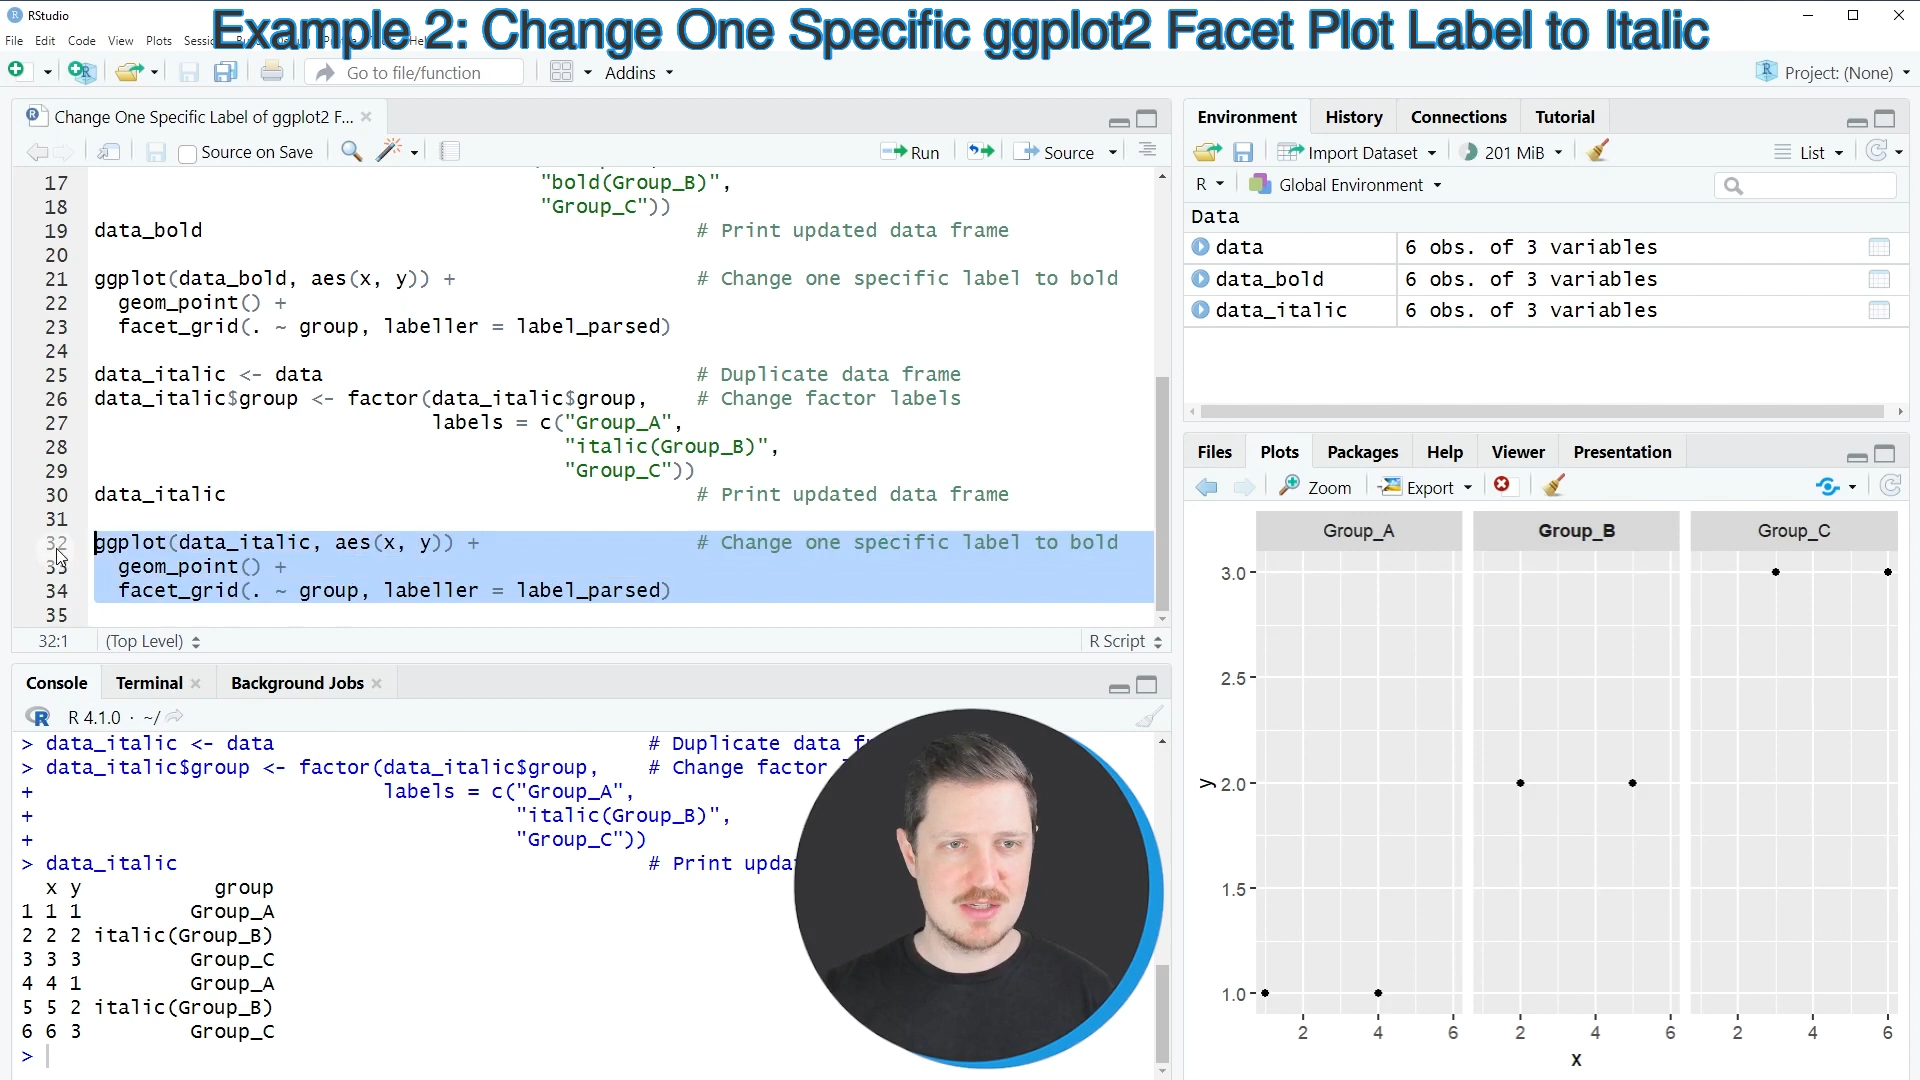 RStudio
Example 2: Change One Specific ggplot2 Facet Plot Label to Italic
File Edit Code View Plots
Go to file/function
Addins
Project: (None)
Change One Specific Label of ggplot2 F...
Source on Save
Run
Source
17 "bold(Group_B)",
18 "Group_C"))
19 data_bold # Print updated data frame
20
21 ggplot(data_bold, aes(x, y)) + # Change one specific label to bold
22 geom_point() +
23 facet_grid(. ~ group, labeller = label_parsed)
24
25 data_italic <- data # Duplicate data frame
26 data_italic$group <- factor(data_italic$group, # Change factor labels
27 labels = c("Group_A",
28 "italic(Group_B)",
29 "Group_C"))
30 data_italic # Print updated data frame
31
32 ggplot(data_italic, aes(x, y)) + # Change one specific label to bold
33 geom_point() +
34 facet_grid(. ~ group, labeller = label_parsed)
35
32:1 (Top Level) R Script
Console Terminal Background Jobs
R R 4.1.0 · ~/
> data_italic <- data # Duplicate data
> data_italic$group <- factor(data_italic$group, # Change factor
+ labels = c("Group_A",
+ "italic(Group_B)",
+ "Group_C"))
> data_italic # Print upda
x y group
1 1 1 Group_A
2 2 2 italic(Group_B)
3 3 3 Group_C
4 4 1 Group_A
5 5 2 italic(Group_B)
6 6 3 Group_C
>
Environment History Connections Tutorial
Import Dataset 201 MiB List
R Global Environment
Data
data 6 obs. of 3 variables
data_bold 6 obs. of 3 variables
data_italic 6 obs. of 3 variables
Files Plots Packages Help Viewer Presentation
Zoom Export
Group_A Group_B Group_C
3.0
2.5
y 2.0
1.5
1.0
2 4 6 2 4 6 2 4 6
x